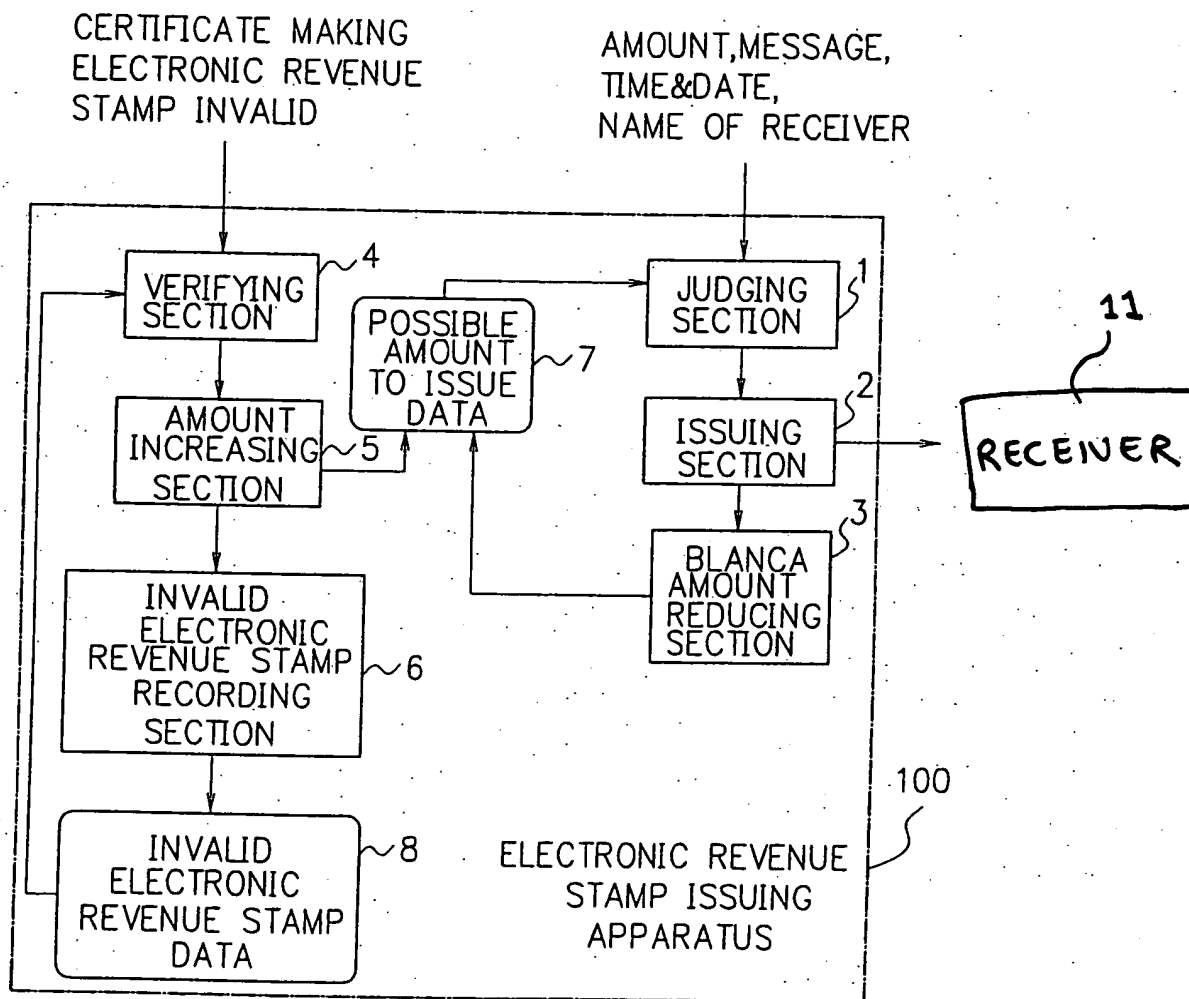 CERTIFICATE MAKING
ELECTRONIC REVENUE
STAMP INVALID
AMOUNT,MESSAGE,
TIME&DATE,
NAME OF RECEIVER
VERIFYING
SECTION
4
POSSIBLE
AMOUNT
TO ISSUE
DATA
7
JUDGING
SECTION
1
11
AMOUNT
INCREASING
SECTION
5
ISSUING
SECTION
2
RECEIVER
BLANCA
AMOUNT
REDUCING
SECTION
3
INVALID
ELECTRONIC
REVENUE STAMP
RECORDING
SECTION
6
INVALID
ELECTRONIC
REVENUE STAMP
DATA
8
ELECTRONIC REVENUE
STAMP ISSUING
APPARATUS
100